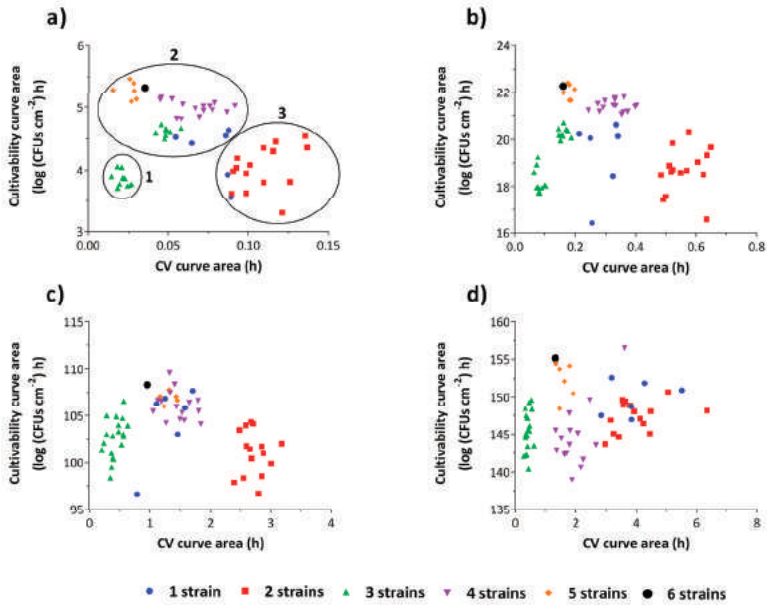 a)
b)
Cultivability curve area
(log (CFUs cm⁻²) h)
6
5
4
3
2
3
1
0.00
0.05
0.10
0.15
CV curve area (h)
Cultivability curve area
(log (CFUs cm⁻²) h)
24
22
20
18
16
0.0
0.2
0.4
0.6
0.8
CV curve area (h)
c)
d)
Cultivability curve area
(log (CFUs cm⁻²) h)
115
110
105
100
95
0
1
2
3
4
CV curve area (h)
Cultivability curve area
(log (CFUs cm⁻²) h)
160
155
150
145
140
135
0
2
4
6
8
CV curve area (h)
1 strain 2 strains 3 strains 4 strains 5 strains 6 strains